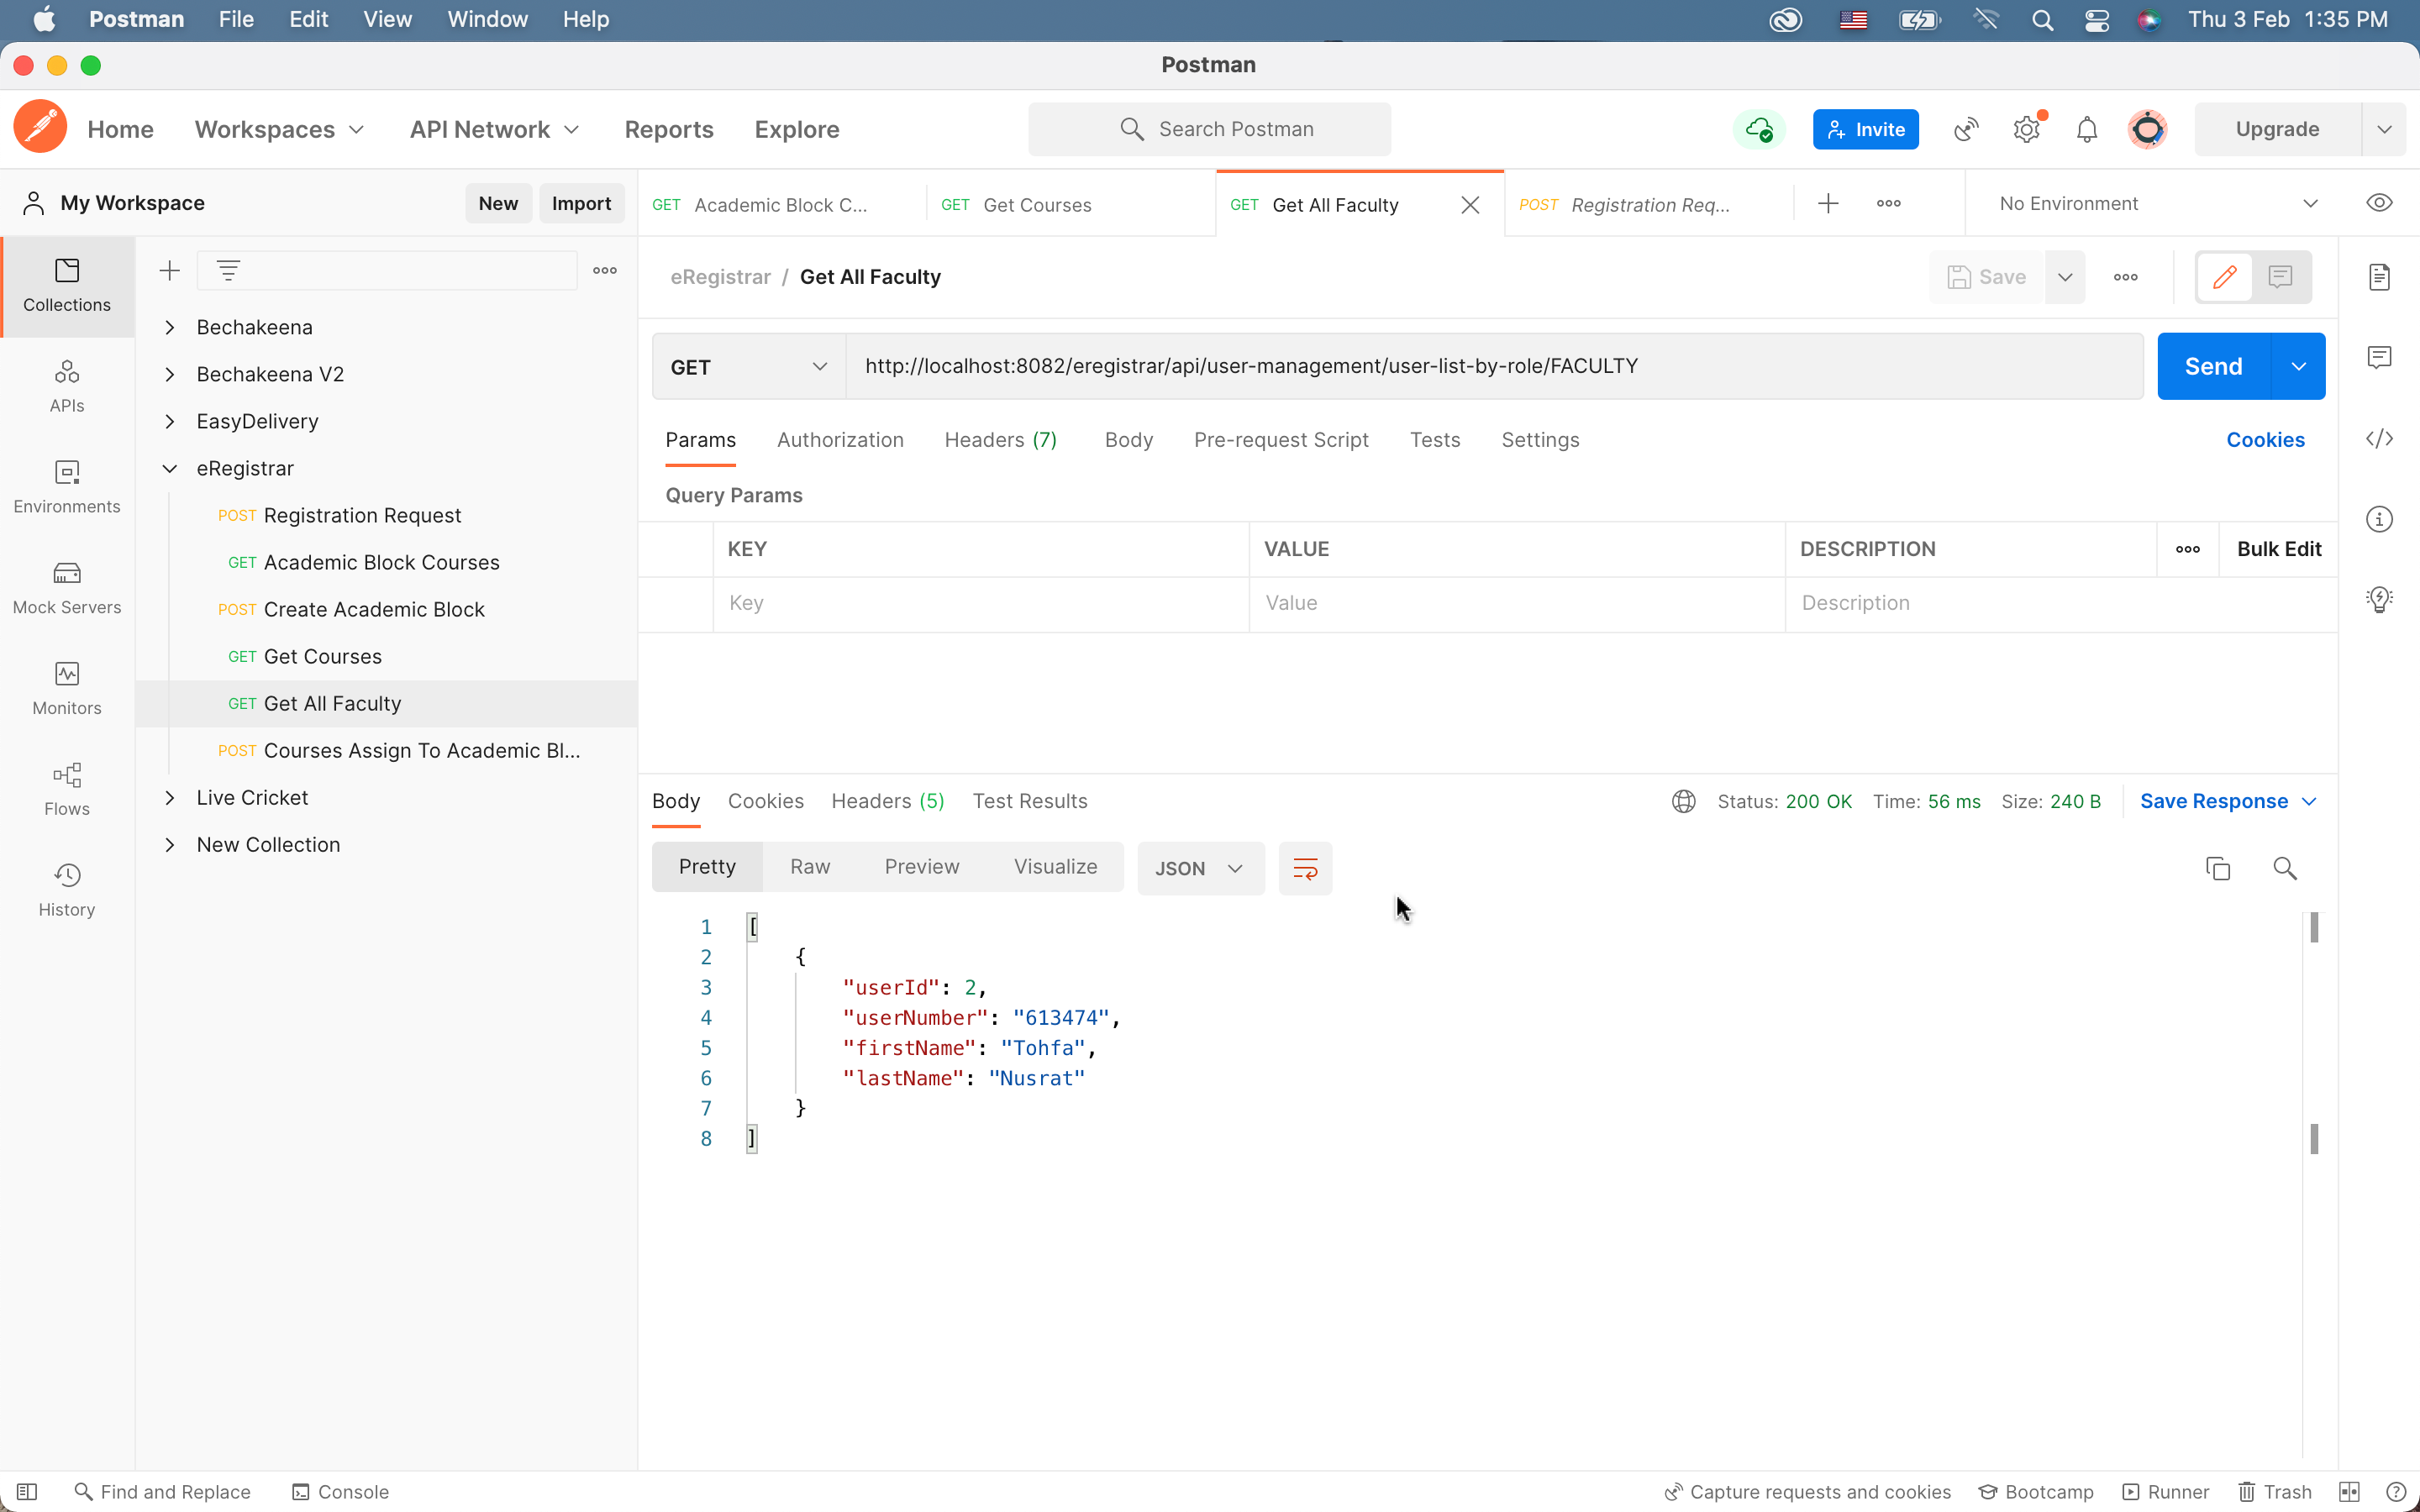 Postman File Edit View Window Help Thu 3 Feb 1:35 PM
Postman
Home Workspaces API Network Reports Explore Search Postman Invite Upgrade
My Workspace New Import GET Academic Block C... GET Get Courses GET Get All Faculty POST Registration Req... No Environment
Collections
APIs
Environments
Mock Servers
Monitors
Flows
History
Bechakeena
Bechakeena V2
EasyDelivery
eRegistrar
POST Registration Request
GET Academic Block Courses
POST Create Academic Block
GET Get Courses
GET Get All Faculty
POST Courses Assign To Academic Bl...
Live Cricket
New Collection
eRegistrar / Get All Faculty Save
GET http://localhost:8082/eregistrar/api/user-management/user-list-by-role/FACULTY Send
Params Authorization Headers (7) Body Pre-request Script Tests Settings Cookies
Query Params
KEY VALUE DESCRIPTION Bulk Edit
Key Value Description
Body Cookies Headers (5) Test Results Status: 200 OK Time: 56 ms Size: 240 B Save Response
Pretty Raw Preview Visualize JSON
1 [
2 {
3 "userId": 2,
4 "userNumber": "613474",
5 "firstName": "Tohfa",
6 "lastName": "Nusrat"
7 }
8 ]
Find and Replace Console Capture requests and cookies Bootcamp Runner Trash